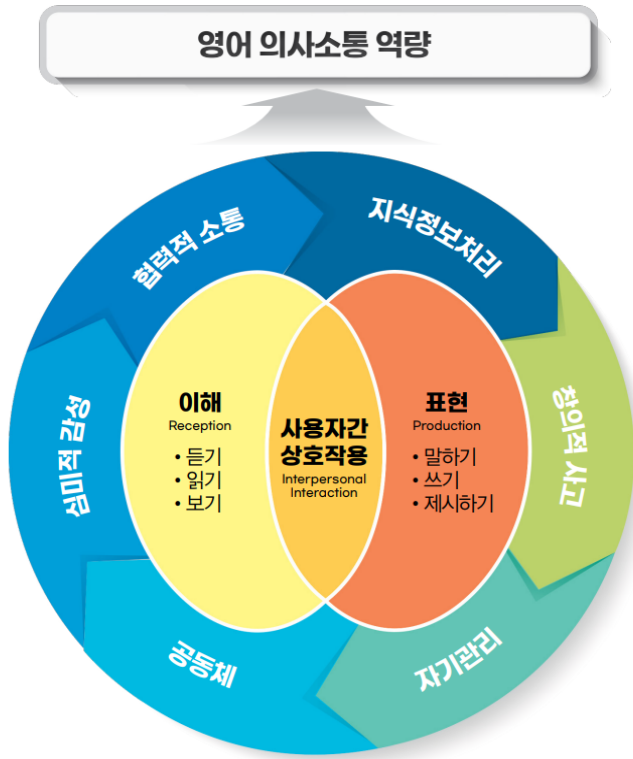 영어 의사소통 역량
협력적 소통
지식정보처리
창의적 사고
자기관리
공동체
심미적 감성
이해
Reception
• 듣기
• 읽기
• 보기
사용자간
상호작용
Interpersonal
Interaction
표현
Production
• 말하기
• 쓰기
• 제시하기